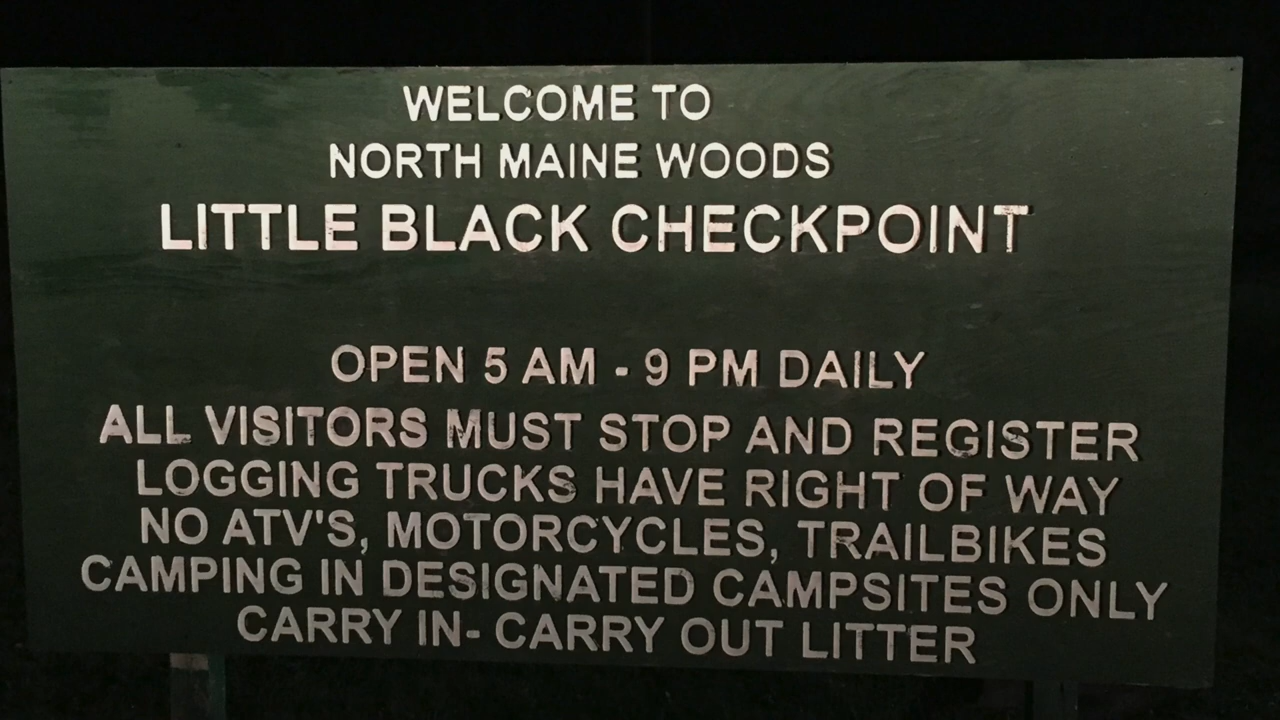 WELCOME TO
NORTH MAINE WOODS
LITTLE BLACK CHECKPOINT
OPEN 5 AM - 9 PM DAILY
ALL VISITORS MUST STOP AND REGISTER
LOGGING TRUCKS HAVE RIGHT OF WAY
NO ATV'S, MOTORCYCLES, TRAILBIKES
CAMPING IN DESIGNATED CAMPSITES ONLY
CARRY IN- CARRY OUT LITTER